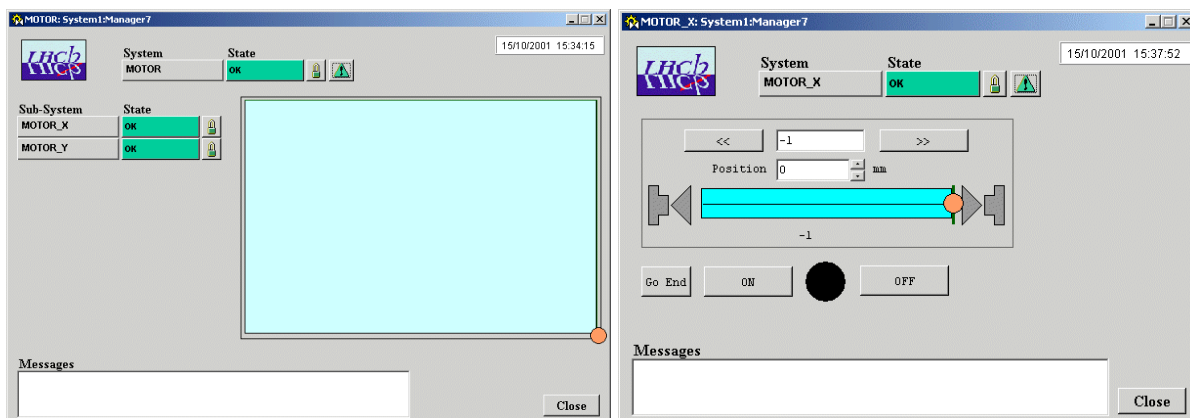 MOTOR: System1:Manager7
LHCb
15/10/2001 15:34:15
System State
MOTOR OK
Sub-System State
MOTOR_X OK
MOTOR_Y OK
Messages
Close
MOTOR_X: System1:Manager7
LHCb
15/10/2001 15:37:52
System State
MOTOR_X OK
<< -1 >>
Position 0 mm
-1
Go End ON OFF
Messages
Close